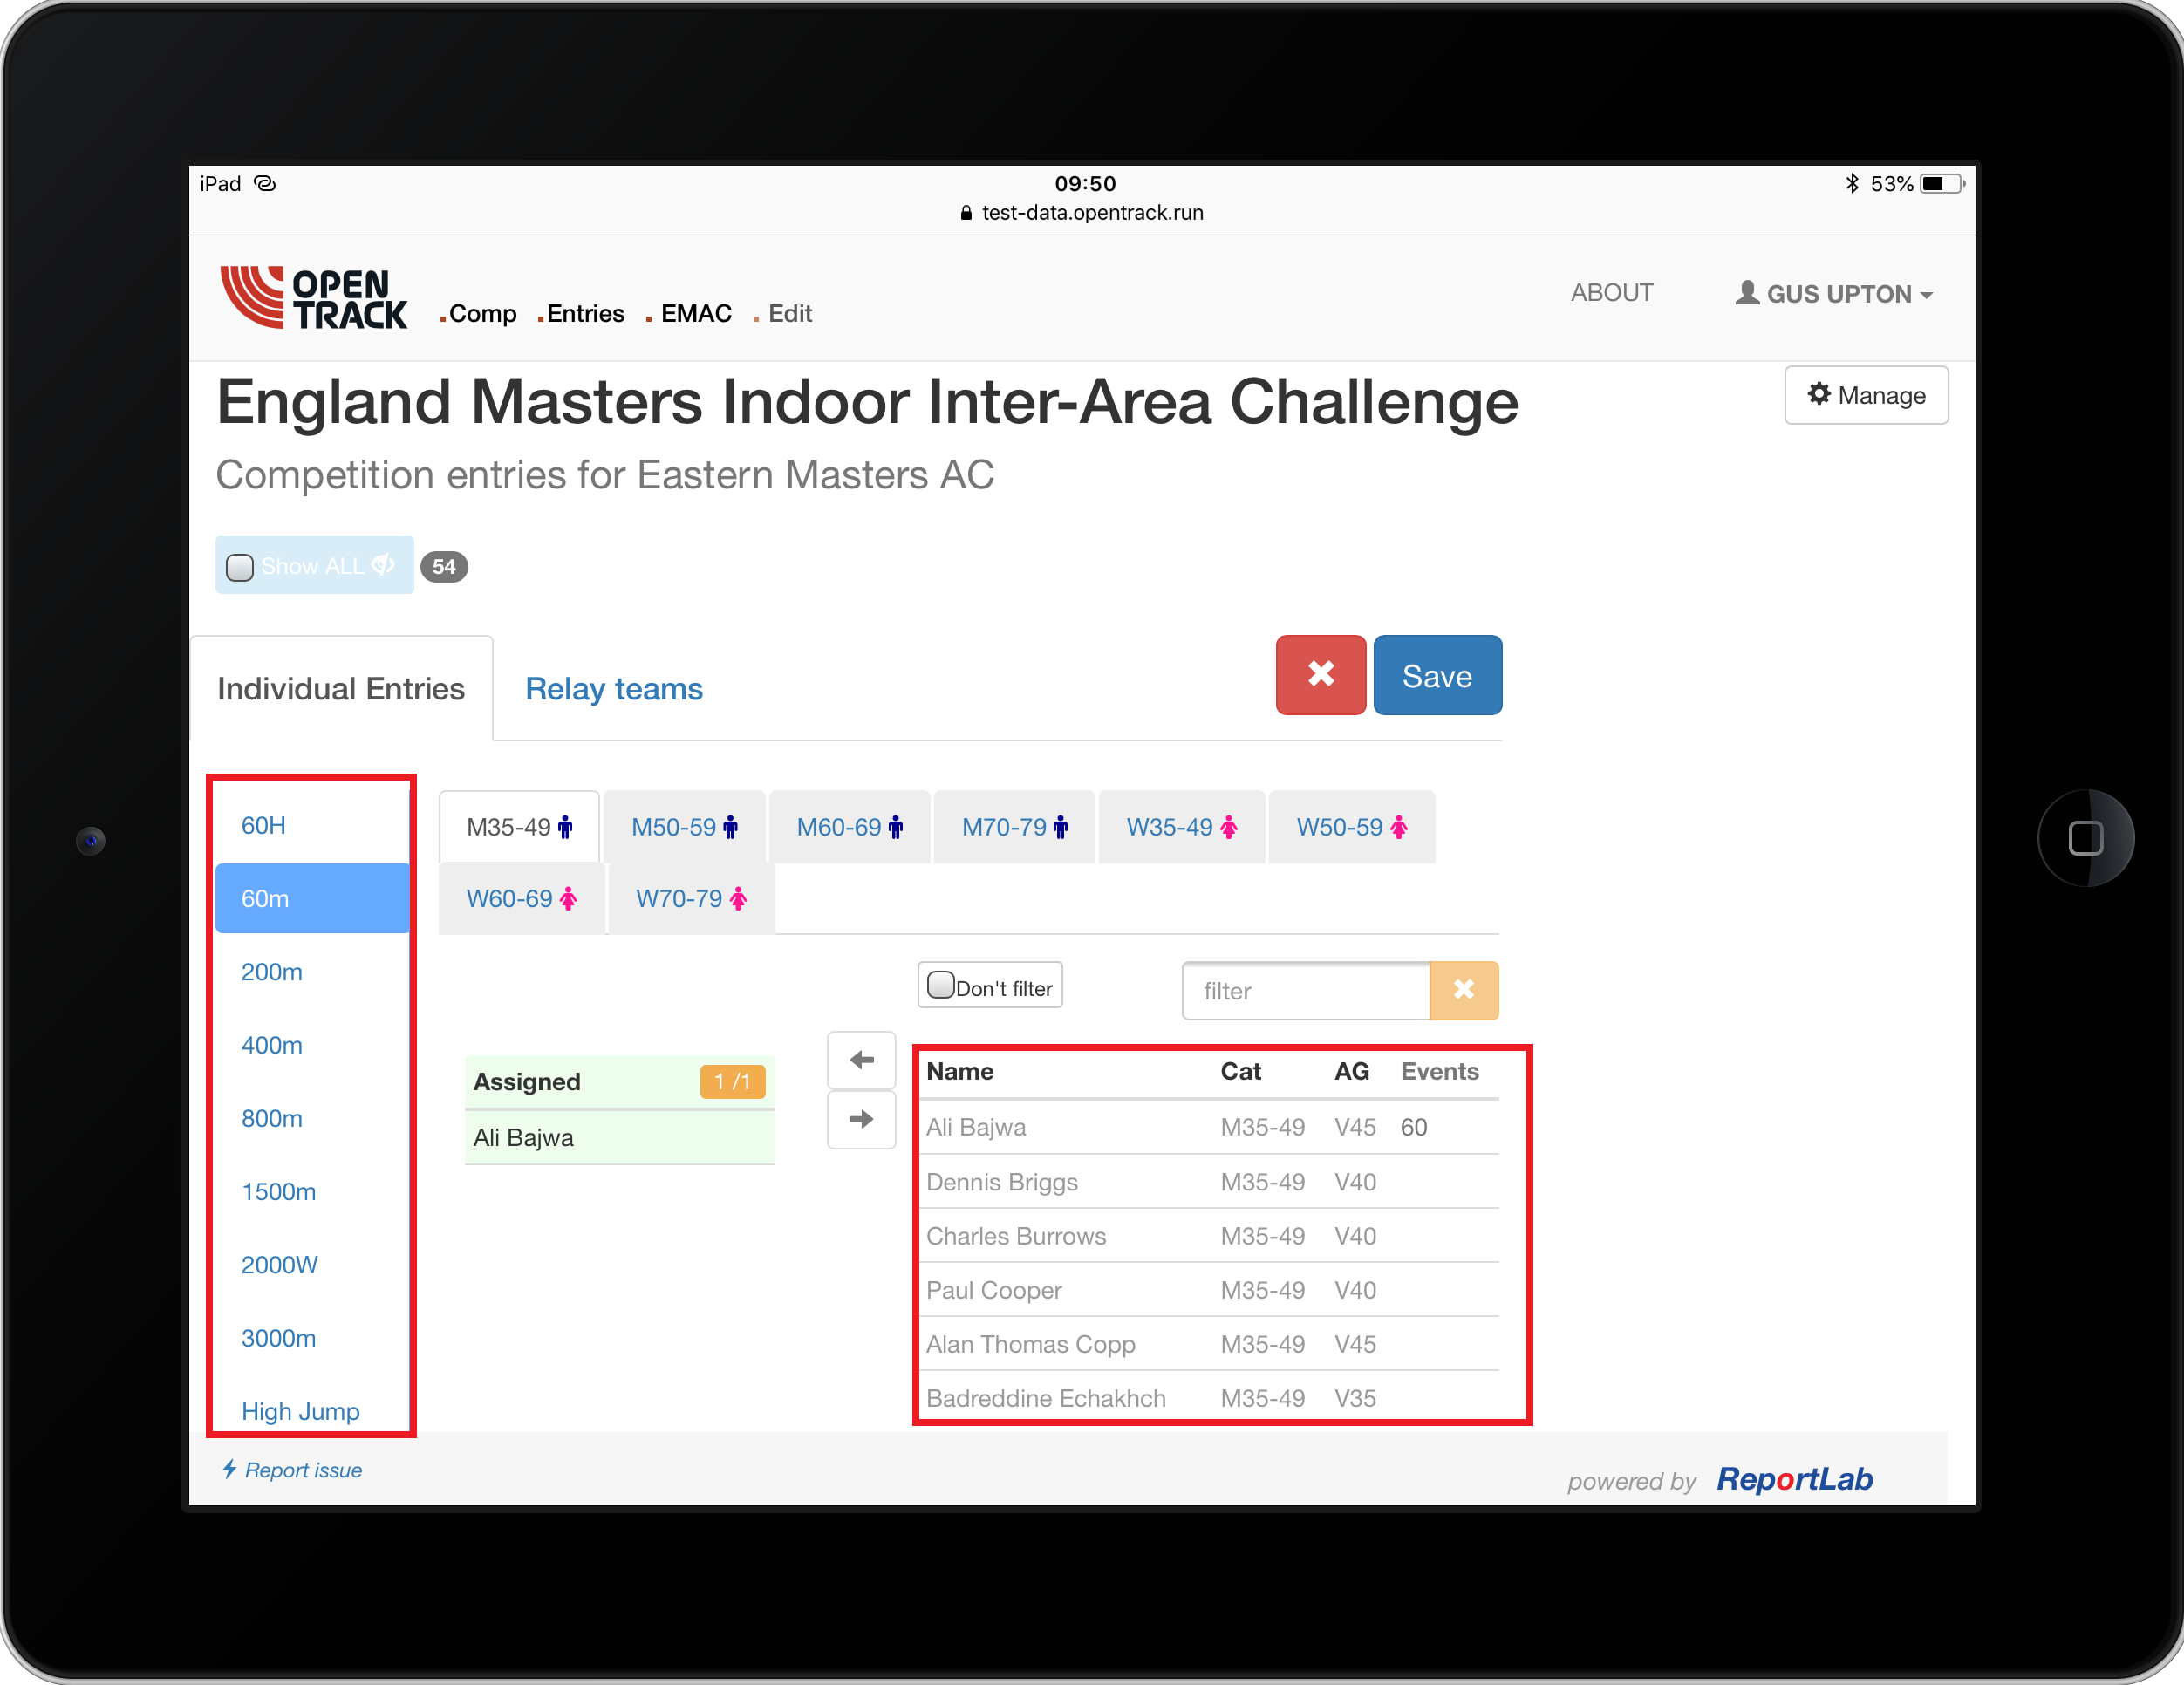 iPad 09:50 53%
test-data.opentrack.run
OPEN TRACK
.Comp .Entries . EMAC . Edit
ABOUT GUS UPTON
England Masters Indoor Inter-Area Challenge
Manage
Competition entries for Eastern Masters AC
Show ALL 54
Individual Entries Relay teams Save
60H
60m
200m
400m
800m
1500m
2000W
3000m
High Jump
M35-49 M50-59 M60-69 M70-79 W35-49 W50-59
W60-69 W70-79
Don't filter filter
Assigned 1 /1
Ali Bajwa
Name Cat AG Events
Ali Bajwa M35-49 V45 60
Dennis Briggs M35-49 V40
Charles Burrows M35-49 V40
Paul Cooper M35-49 V40
Alan Thomas Copp M35-49 V45
Badreddine Echakhch M35-49 V35
Report issue
powered by ReportLab